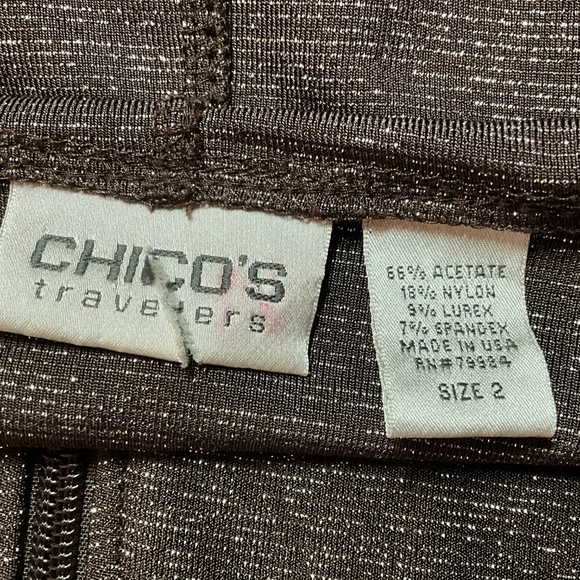 CHICO'S
travelers
66% ACETATE
18% NYLON
9% LUREX
7% SPANDEX
MADE IN USA
RN#79984
SIZE 2